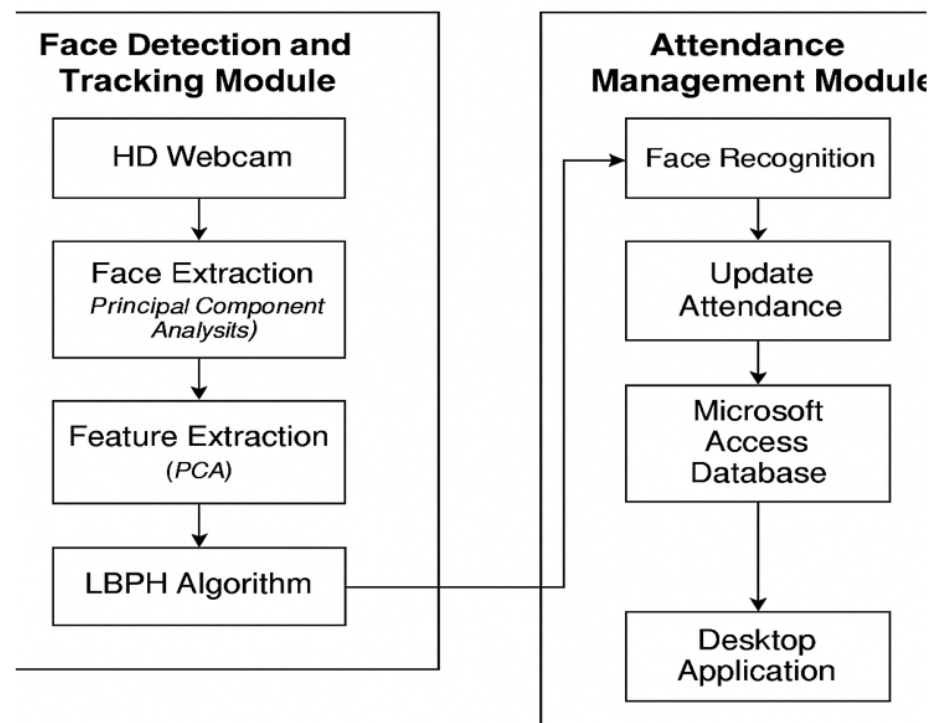 Face Detection and
Tracking Module
HD Webcam
Face Extraction
Principal Component
Analysits)
Feature Extraction
(PCA)
LBPH Algorithm
Attendance
Management Module
Face Recognition
Update
Attendance
Microsoft
Access
Database
Desktop
Application